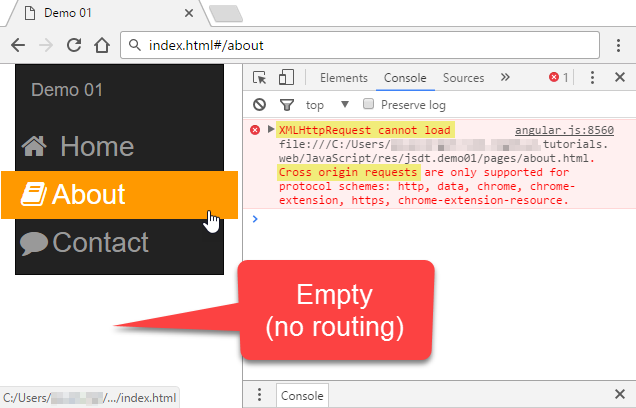 Demo 01
index.html#/about
Demo 01
Home
About
Contact
Elements Console Sources » 1
top Preserve log
XMLHttpRequest cannot load angular.js:8560
file:///C:/Users/ tutorials.
web/JavaScript/res/jsdt.demo01/pages/about.html.
Cross origin requests are only supported for
protocol schemes: http, data, chrome, chrome-
extension, https, chrome-extension-resource.
Empty
(no routing)
C:/Users/ /.../index.html
Console